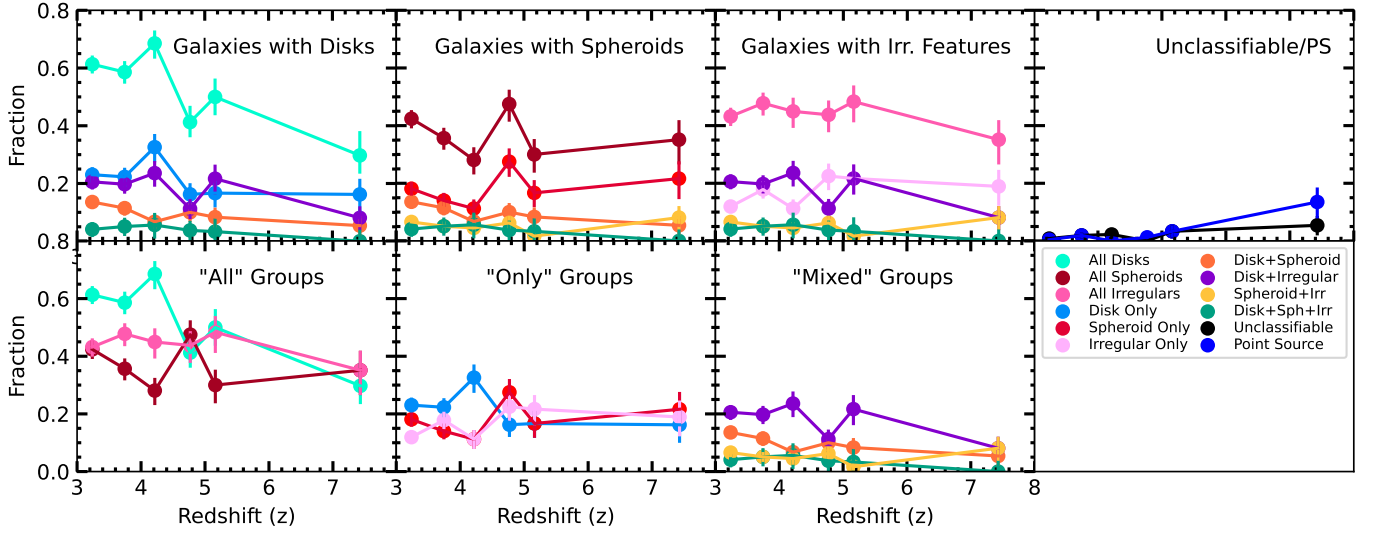 0.8
0.6
0.4
0.2
Fraction
Galaxies with Disks
Galaxies with Spheroids
Galaxies with Irr. Features
Unclassifiable/PS
0.8
0.6
0.4
0.2
0.0
Fraction
"All" Groups
"Only" Groups
"Mixed" Groups
All Disks
All Spheroids
All Irregulars
Disk Only
Spheroid Only
Irregular Only
Disk+Spheroid
Disk+Irregular
Spheroid+Irr
Disk+Sph+Irr
Unclassifiable
Point Source
3 4 5 6 7 3 4 5 6 7 3 4 5 6 7 8
Redshift (z)
Redshift (z)
Redshift (z)